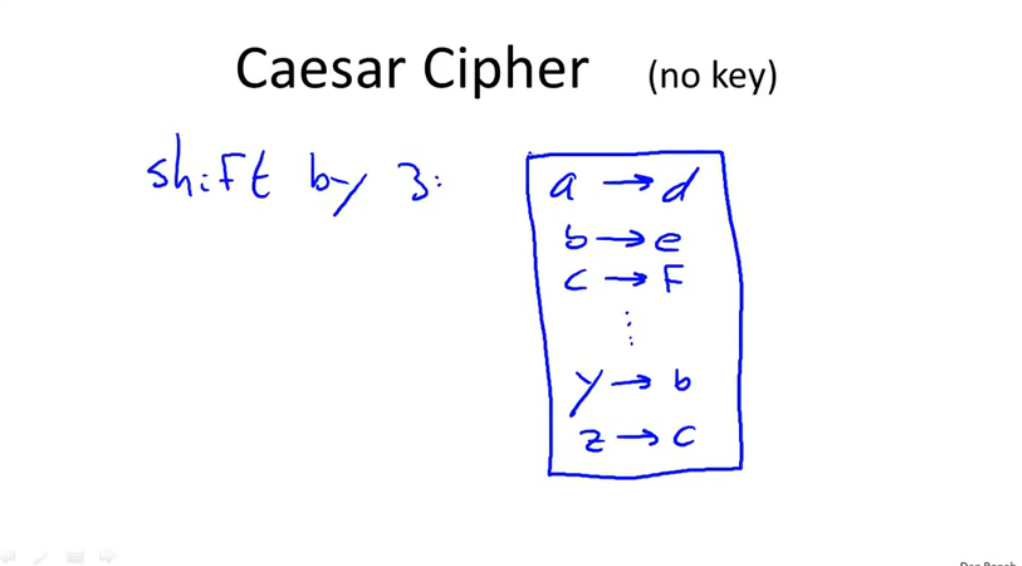 Caesar Cipher (no key)
shift by 3:
a → d
b → e
c → F
⋮
y → b
z → c